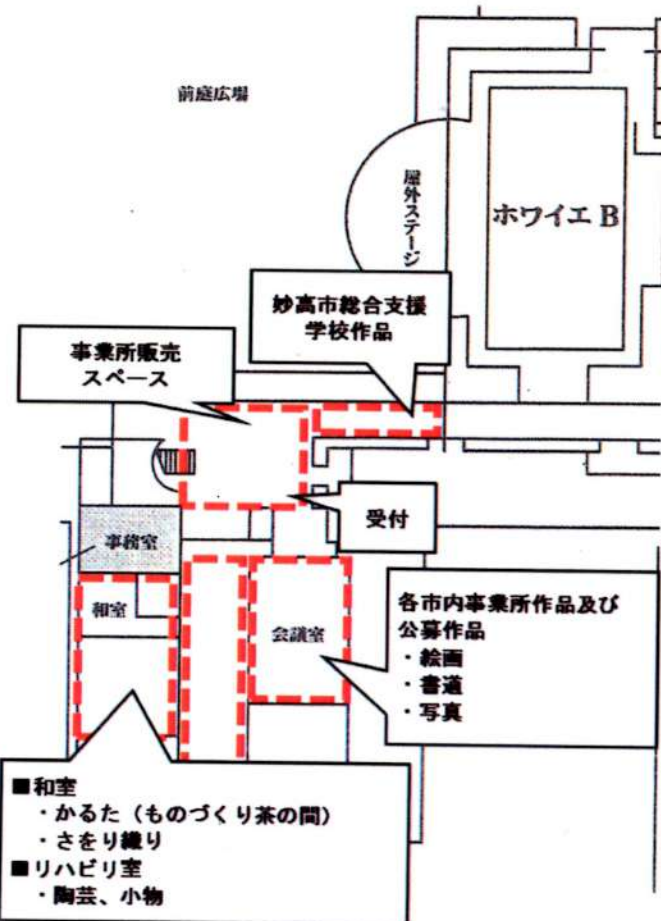 前庭広場
屋外ステージ
ホワイエ B
妙高市総合支援
学校作品
事業所販売
スペース
受付
事務室
和室
会議室
各市内事業所作品及び
公募作品
・絵画
・書道
・写真
■和室
・かるた（ものづくり茶の間）
・さをり織り
■リハビリ室
・陶芸、小物